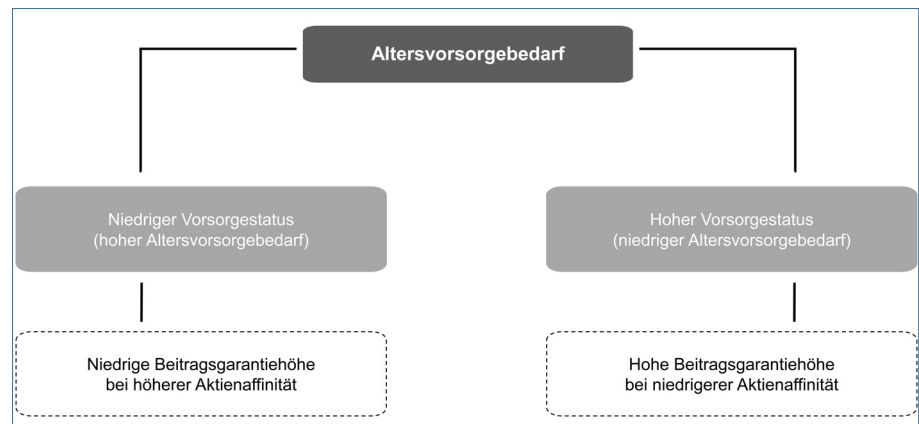 Altersvorsorgebedarf
Niedriger Vorsorgestatus
(hoher Altersvorsorgebedarf)
Hoher Vorsorgestatus
(niedriger Altersvorsorgebedarf)
Niedrige Beitragsgarantiehöhe
bei höherer Aktienaffinität
Hohe Beitragsgarantiehöhe
bei niedrigerer Aktienaffinität